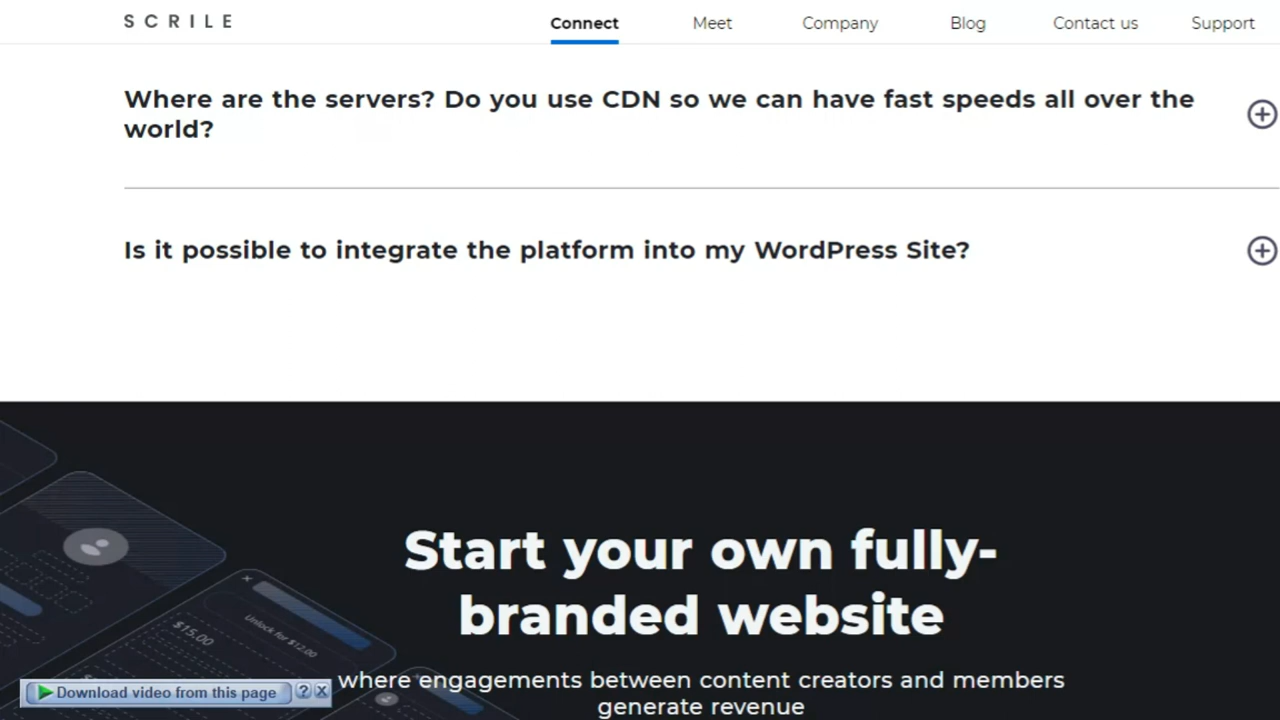 SCRILE
Connect
Meet
Company
Blog
Contact us
Support
Where are the servers? Do you use CDN so we can have fast speeds all over the
world?
Is it possible to integrate the platform into my WordPress Site?
Start your own fully-
branded website
where engagements between content creators and members
generate revenue
$15.00
Unlock for $12.00
Download video from this page
? X